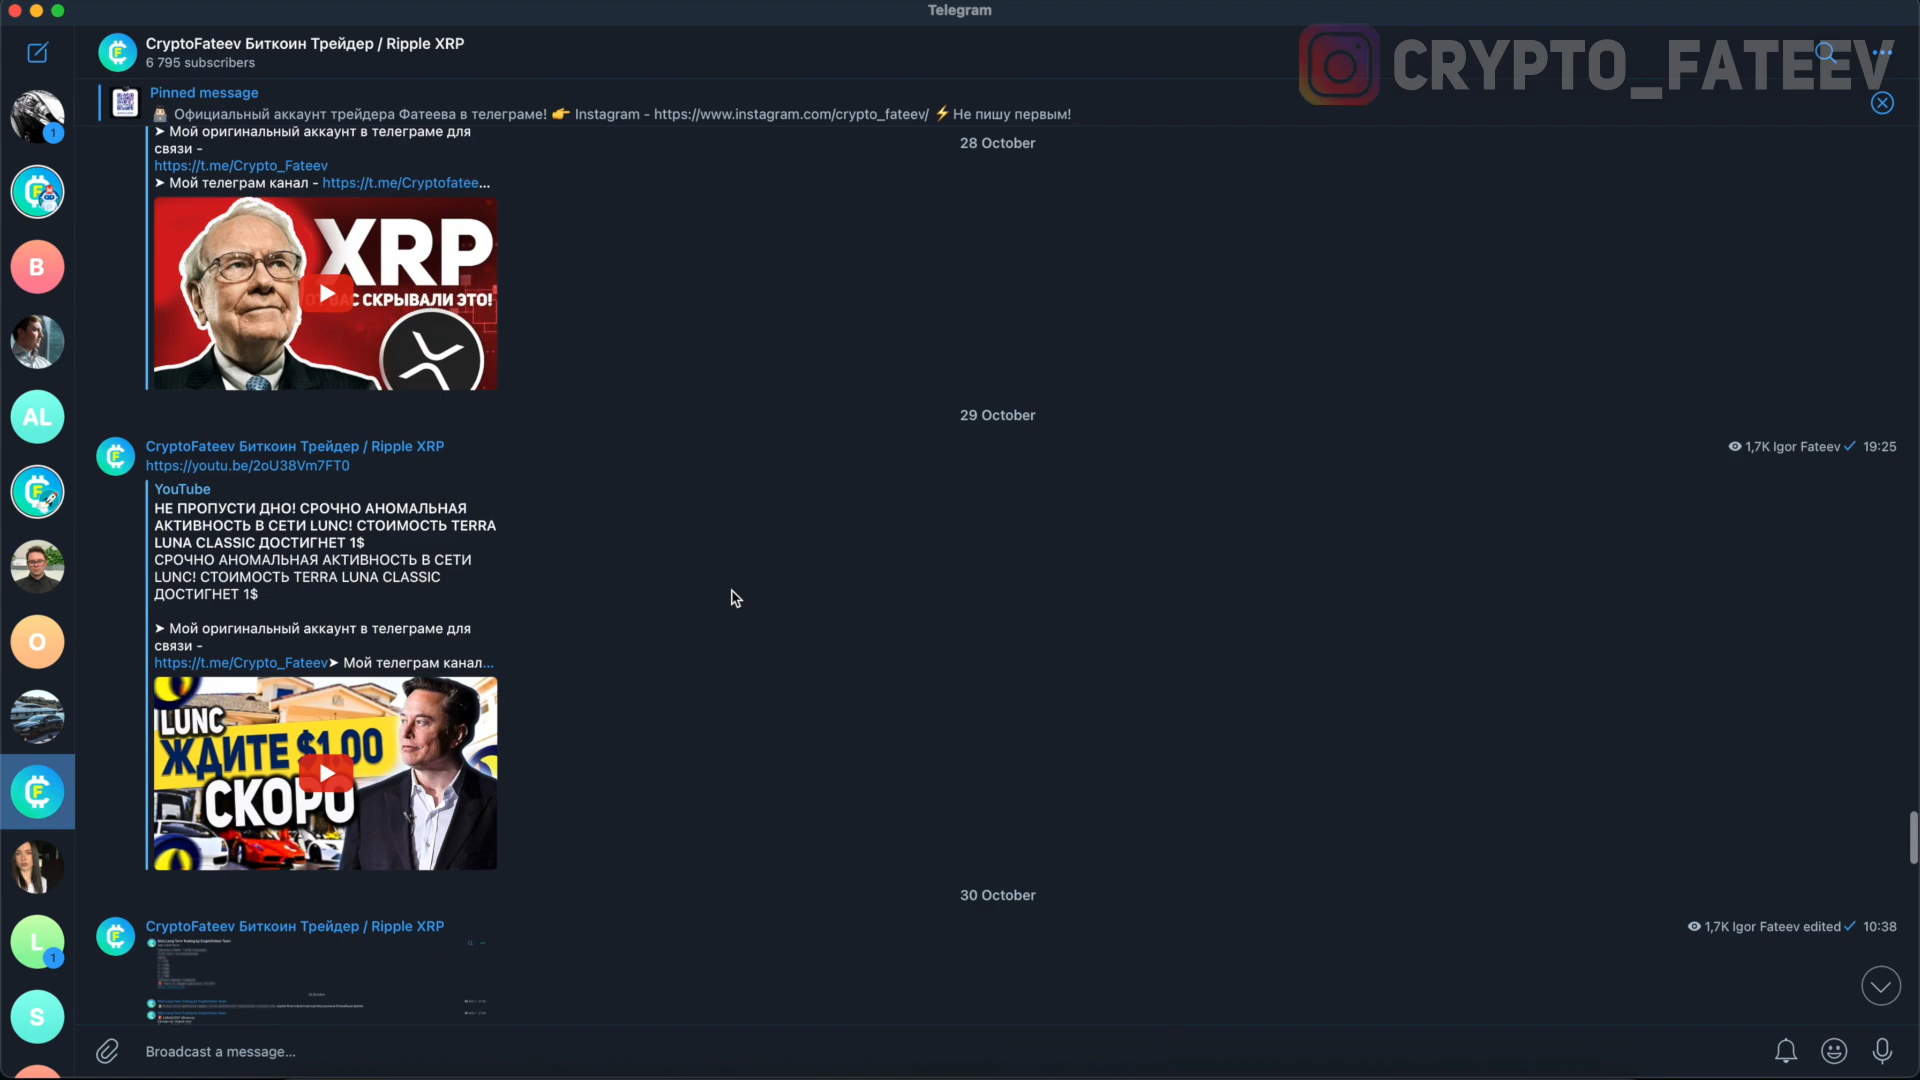 Telegram
CryptoFateev Биткоин Трейдер / Ripple XRP
6 795 subscribers
CRYPTO_FATEEV
Pinned message
Официальный аккаунт трейдера Фатеева в телеграме! 👉 Instagram - https://www.instagram.com/crypto_fateev/ ⚡ Не пишу первым!
➤ Мой оригинальный аккаунт в телеграме для
связи -
https://t.me/Crypto_Fateev
➤ Мой телеграм канал - https://t.me/Cryptofatee...
28 October
XRP
ОТ ВАС СКРЫВАЛИ ЭТО!
29 October
CryptoFateev Биткоин Трейдер / Ripple XRP
1,7K Igor Fateev 19:25
https://youtu.be/2oU38Vm7FT0
YouTube
НЕ ПРОПУСТИ ДНО! СРОЧНО АНОМАЛЬНАЯ
АКТИВНОСТЬ В СЕТИ LUNC! СТОИМОСТЬ TERRA
LUNA CLASSIC ДОСТИГНЕТ 1$
СРОЧНО АНОМАЛЬНАЯ АКТИВНОСТЬ В СЕТИ
LUNC! СТОИМОСТЬ TERRA LUNA CLASSIC
ДОСТИГНЕТ 1$
➤ Мой оригинальный аккаунт в телеграме для
связи -
https://t.me/Crypto_Fateev➤ Мой телеграм канал...
LUNC
ЖДИТЕ $1.00
СКОРО
30 October
CryptoFateev Биткоин Трейдер / Ripple XRP
1,7K Igor Fateev edited 10:38
Broadcast a message...
1
B
AL
O
L
1
S